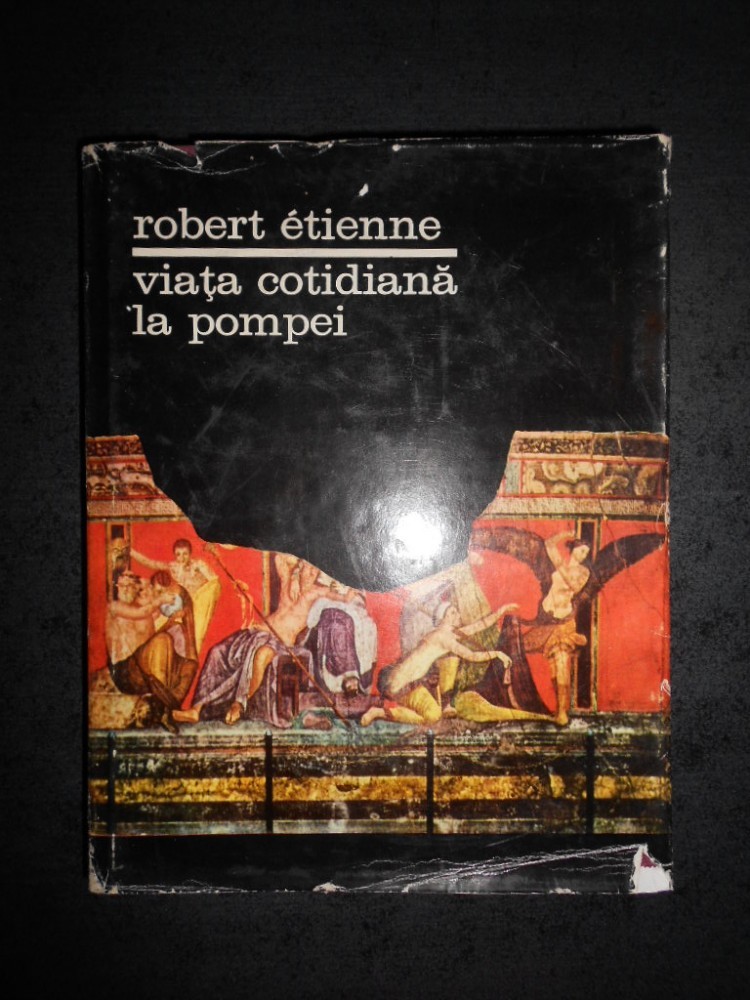 robert étienne
viaţa cotidiană
la pompei